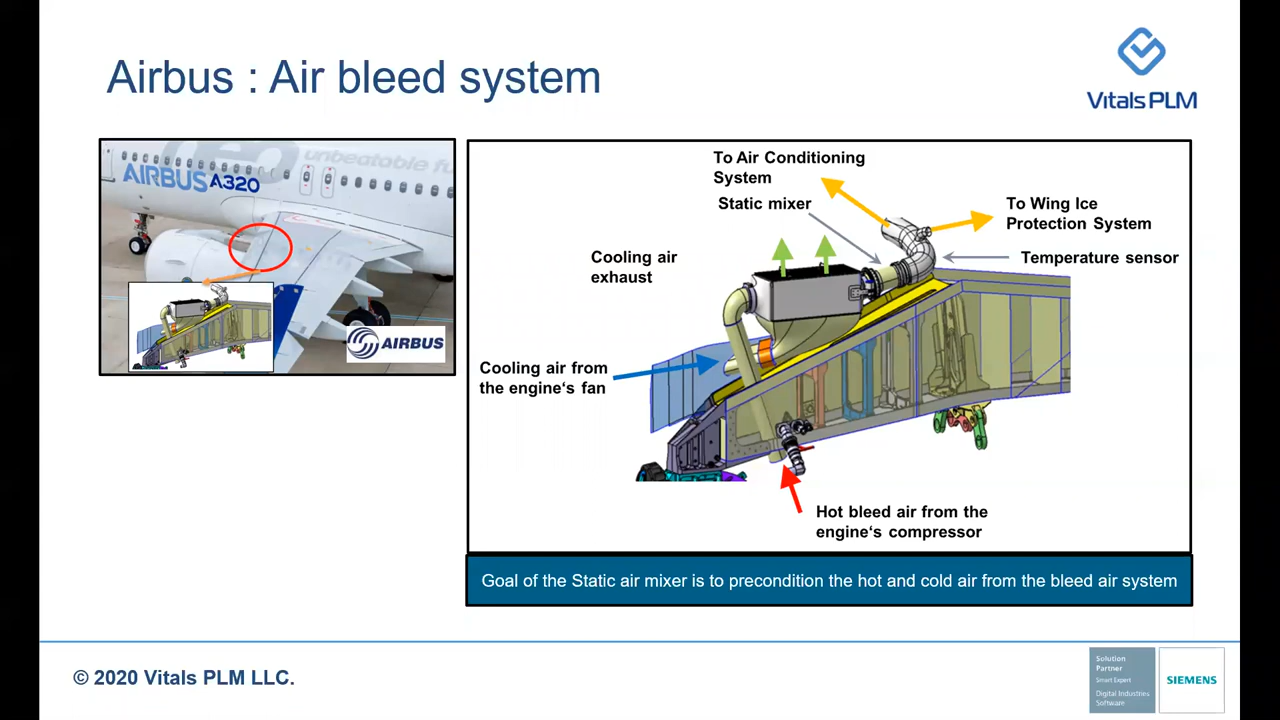 Airbus : Air bleed system
VitalsPLM
unbeatable fu
AIRBUS A320
AIRBUS
To Air Conditioning
System
Static mixer
To Wing Ice
Protection System
Cooling air
exhaust
Temperature sensor
Cooling air from
the engine‘s fan
Hot bleed air from the
engine‘s compressor
Goal of the Static air mixer is to precondition the hot and cold air from the bleed air system
© 2020 Vitals PLM LLC.
Solution
Partner
Smart Expert
Digital Industries
Software
SIEMENS